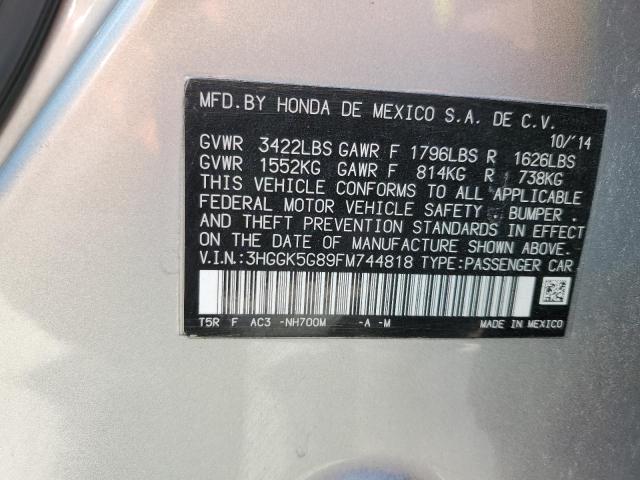 MFD.BY HONDA DE MEXICO S.A. DE C.V.
10/'14
GVWR 3422LBS GAWR F 1796LBS R 1626LBS
GVWR 1552KG GAWR F 814KG R 738KG
THIS VEHICLE CONFORMS TO ALL APPLICABLE
FEDERAL MOTOR VEHICLE SAFETY, BUMPER,
AND THEFT PREVENTION STANDARDS IN EFFECT
ON THE DATE OF MANUFACTURE SHOWN ABOVE.
V.I.N.:3HGGK5G89FM744818 TYPE:PASSENGER CAR
T5R F AC3 -NH700M -A -M MADE IN MEXICO